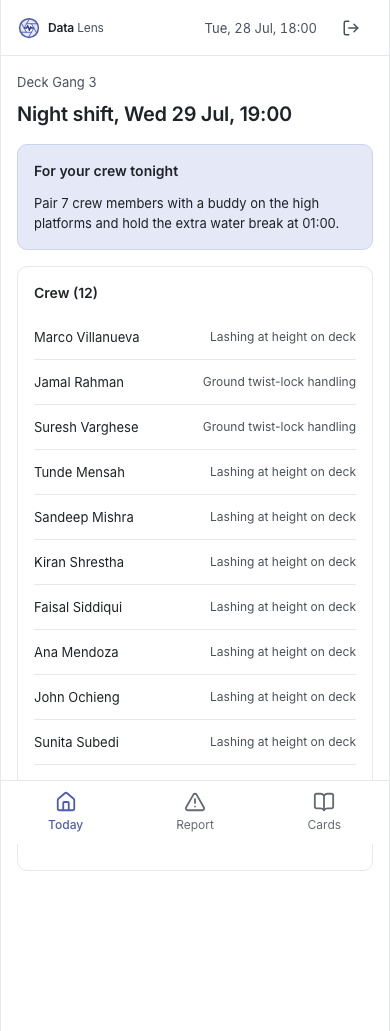 Data Lens
Tue, 28 Jul, 18:00
Deck Gang 3
Night shift, Wed 29 Jul, 19:00
For your crew tonight
Pair 7 crew members with a buddy on the high
platforms and hold the extra water break at 01:00.
Crew (12)
Marco Villanueva Lashing at height on deck
Jamal Rahman Ground twist-lock handling
Suresh Varghese Ground twist-lock handling
Tunde Mensah Lashing at height on deck
Sandeep Mishra Lashing at height on deck
Kiran Shrestha Lashing at height on deck
Faisal Siddiqui Lashing at height on deck
Ana Mendoza Lashing at height on deck
John Ochieng Lashing at height on deck
Sunita Subedi Lashing at height on deck
Today Report Cards